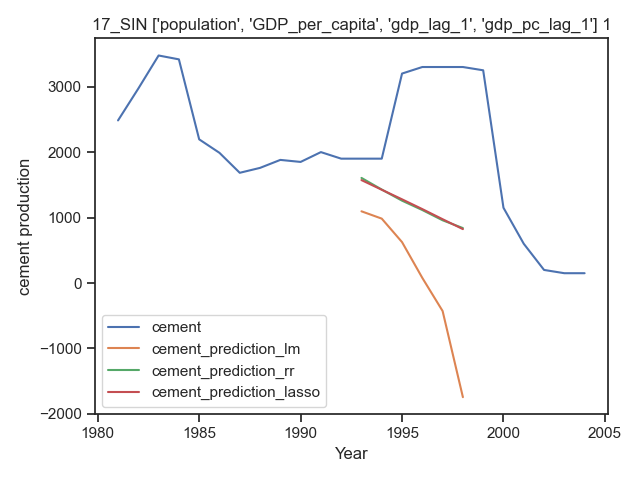 17_SIN ['population', 'GDP_per_capita', 'gdp_lag_1', 'gdp_pc_lag_1'] 1
cement production
3000
2000
1000
0
−1000
−2000
cement
cement_prediction_lm
cement_prediction_rr
cement_prediction_lasso
1980 1985 1990 1995 2000 2005
Year